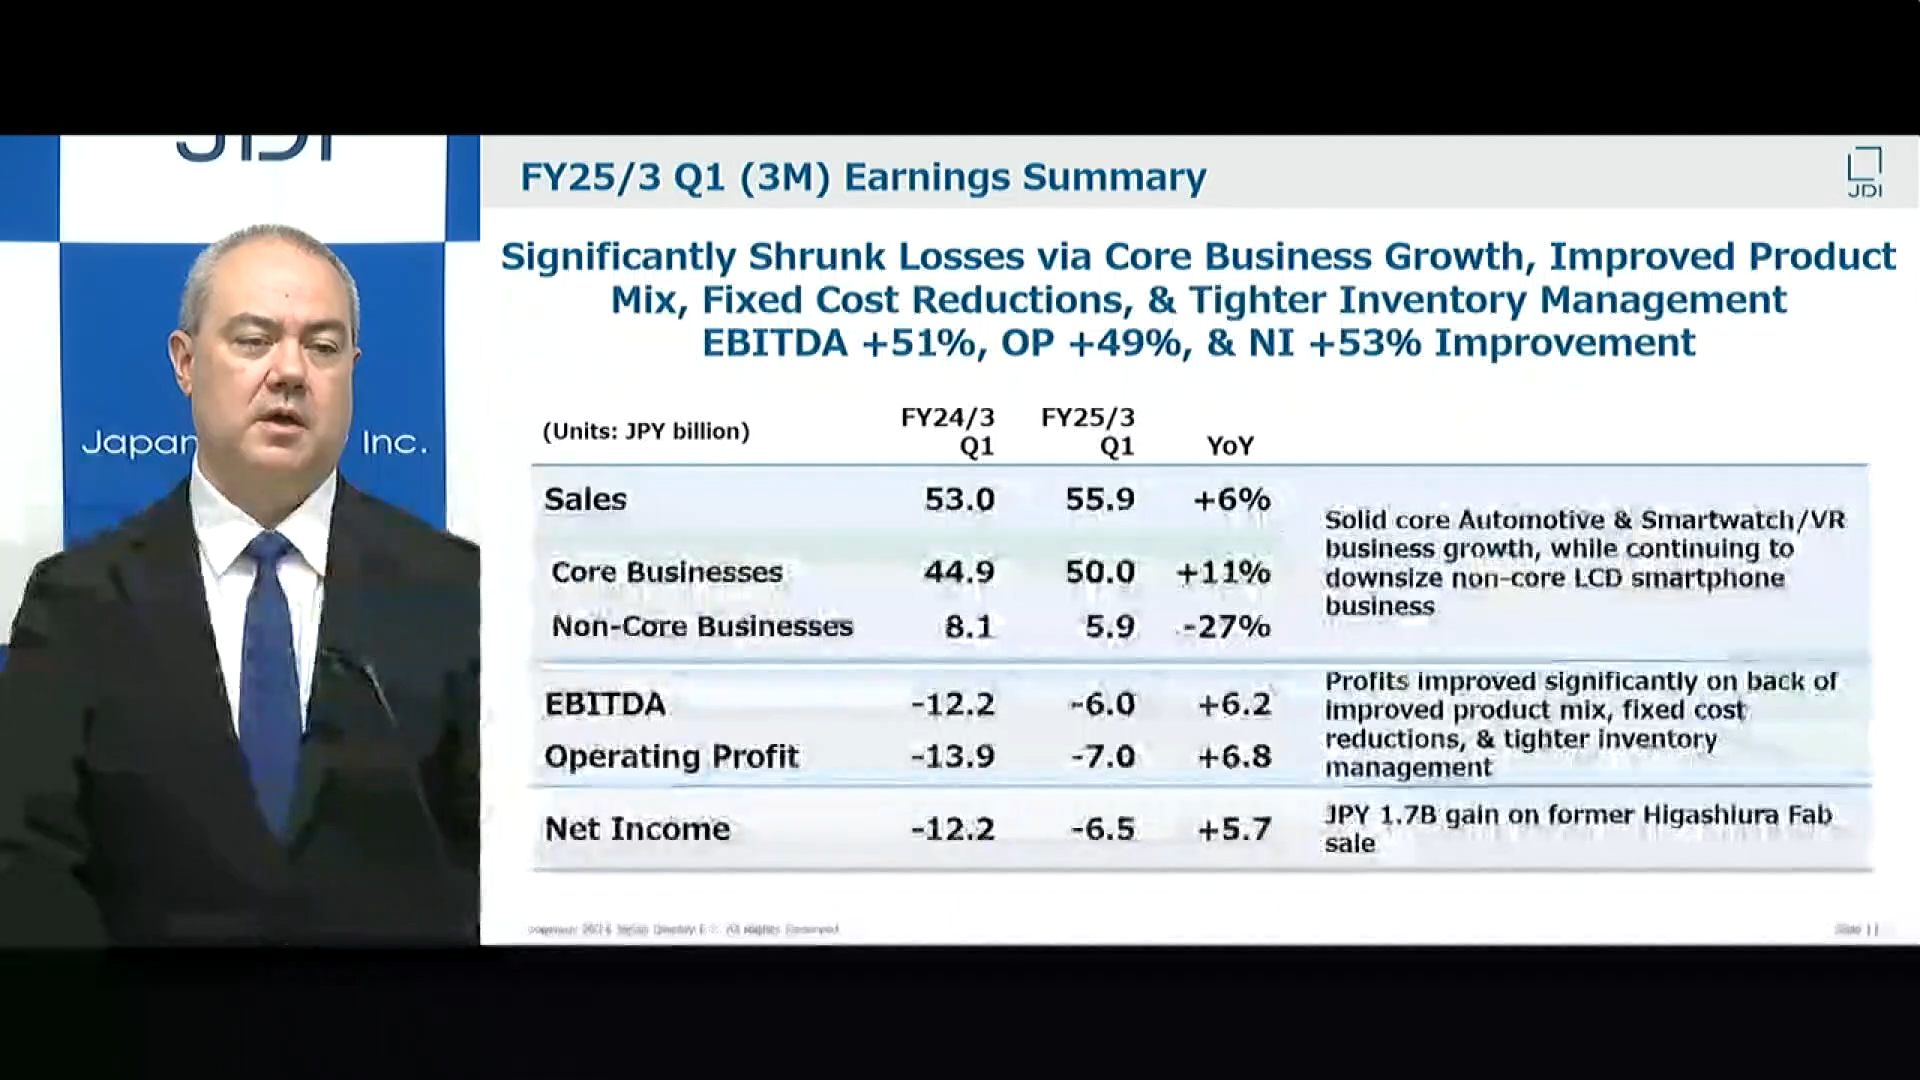 JDI
Japan
Inc.
FY25/3 Q1 (3M) Earnings Summary
JDI
Significantly Shrunk Losses via Core Business Growth, Improved Product
Mix, Fixed Cost Reductions, & Tighter Inventory Management
EBITDA +51%, OP +49%, & NI +53% Improvement
(Units: JPY billion) FY24/3 Q1 FY25/3 Q1 YoY
Sales 53.0 55.9 +6%
Core Businesses 44.9 50.0 +11%
Non-Core Businesses 8.1 5.9 -27%
Solid core Automotive & Smartwatch/VR
business growth, while continuing to
downsize non-core LCD smartphone
business
EBITDA -12.2 -6.0 +6.2
Operating Profit -13.9 -7.0 +6.8
Profits improved significantly on back of
improved product mix, fixed cost
reductions, & tighter inventory
management
Net Income -12.2 -6.5 +5.7
JPY 1.7B gain on former Higashiura Fab
sale
All Rights Reserved
Slide 11